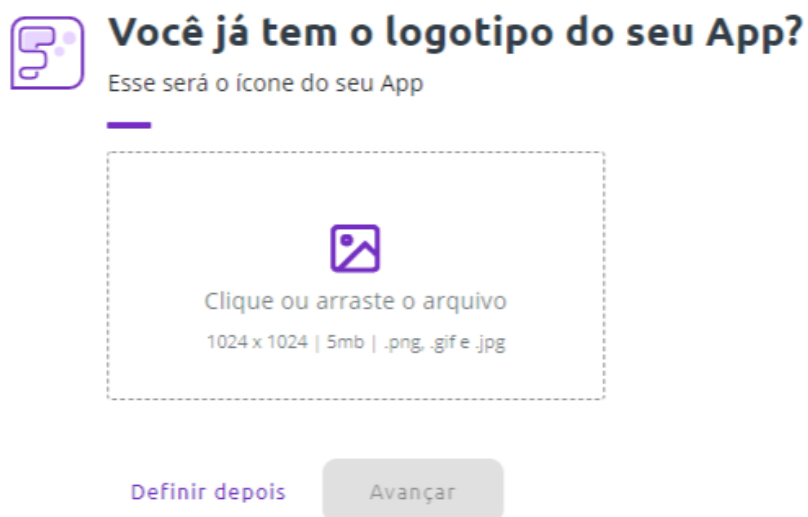 Você já tem o logotipo do seu App?
Esse será o ícone do seu App
Clique ou arraste o arquivo
1024 x 1024 | 5mb | .png, .gif e .jpg
Definir depois
Avançar